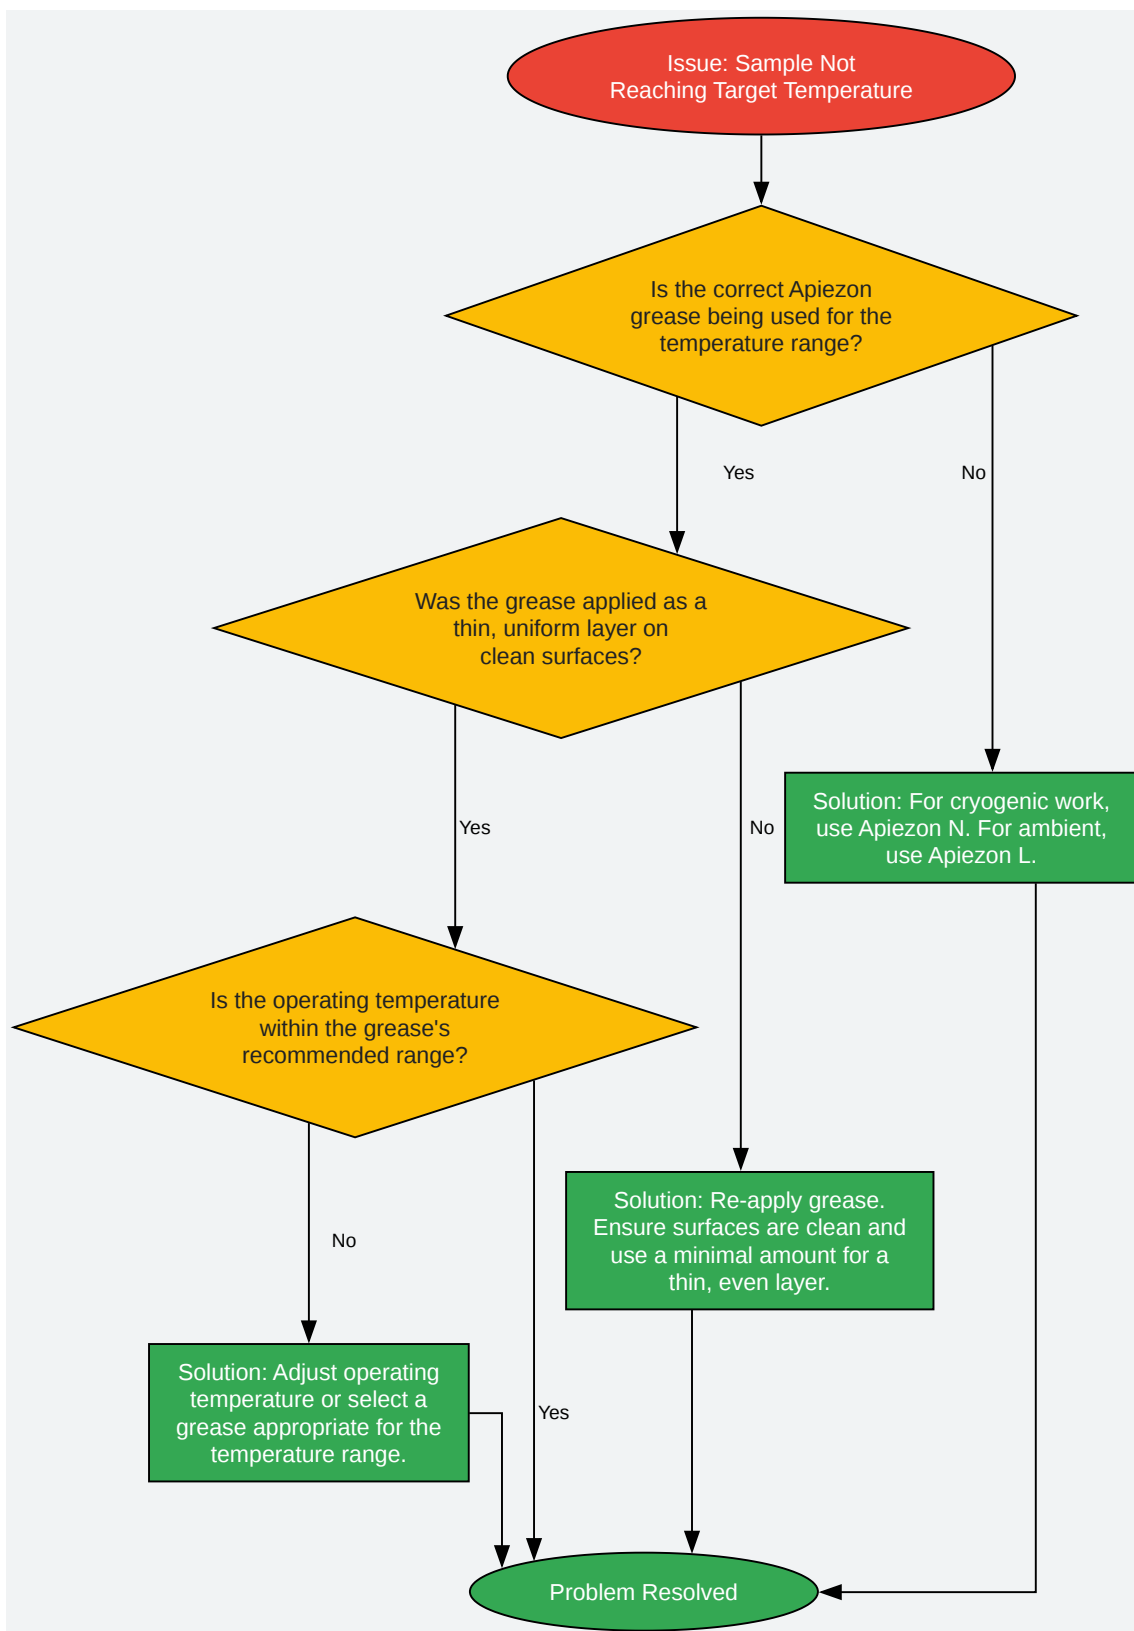 Issue: Sample Not
Reaching Target Temperature
Is the correct Apiezon
grease being used for the
temperature range?
Yes
No
Was the grease applied as a
thin, uniform layer on
clean surfaces?
Solution: For cryogenic work,
use Apiezon N. For ambient,
use Apiezon L.
Yes
No
Is the operating temperature
within the grease's
recommended range?
Solution: Re-apply grease.
Ensure surfaces are clean and
use a minimal amount for a
thin, even layer.
No
Solution: Adjust operating
temperature or select a
grease appropriate for the
temperature range.
Yes
Problem Resolved